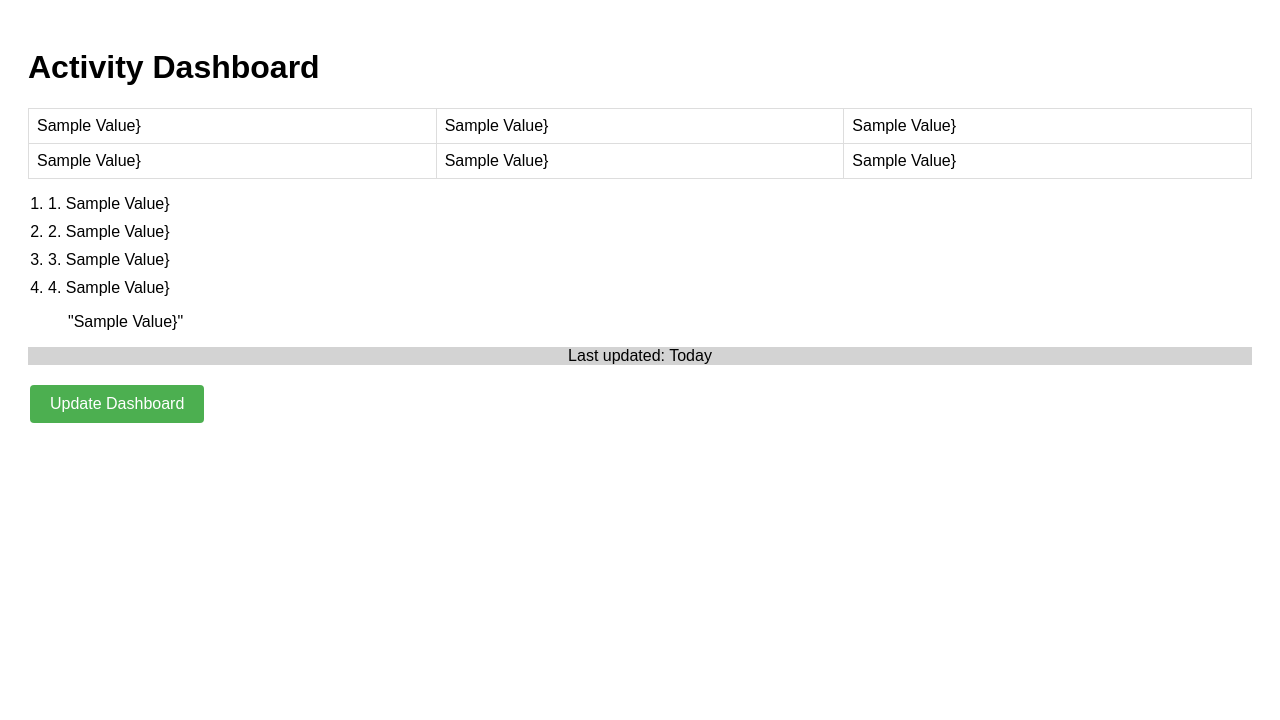 Activity Dashboard
Sample Value} Sample Value} Sample Value}
Sample Value} Sample Value} Sample Value}
1. 1. Sample Value}
2. 2. Sample Value}
3. 3. Sample Value}
4. 4. Sample Value}
"Sample Value}"
Last updated: Today
Update Dashboard